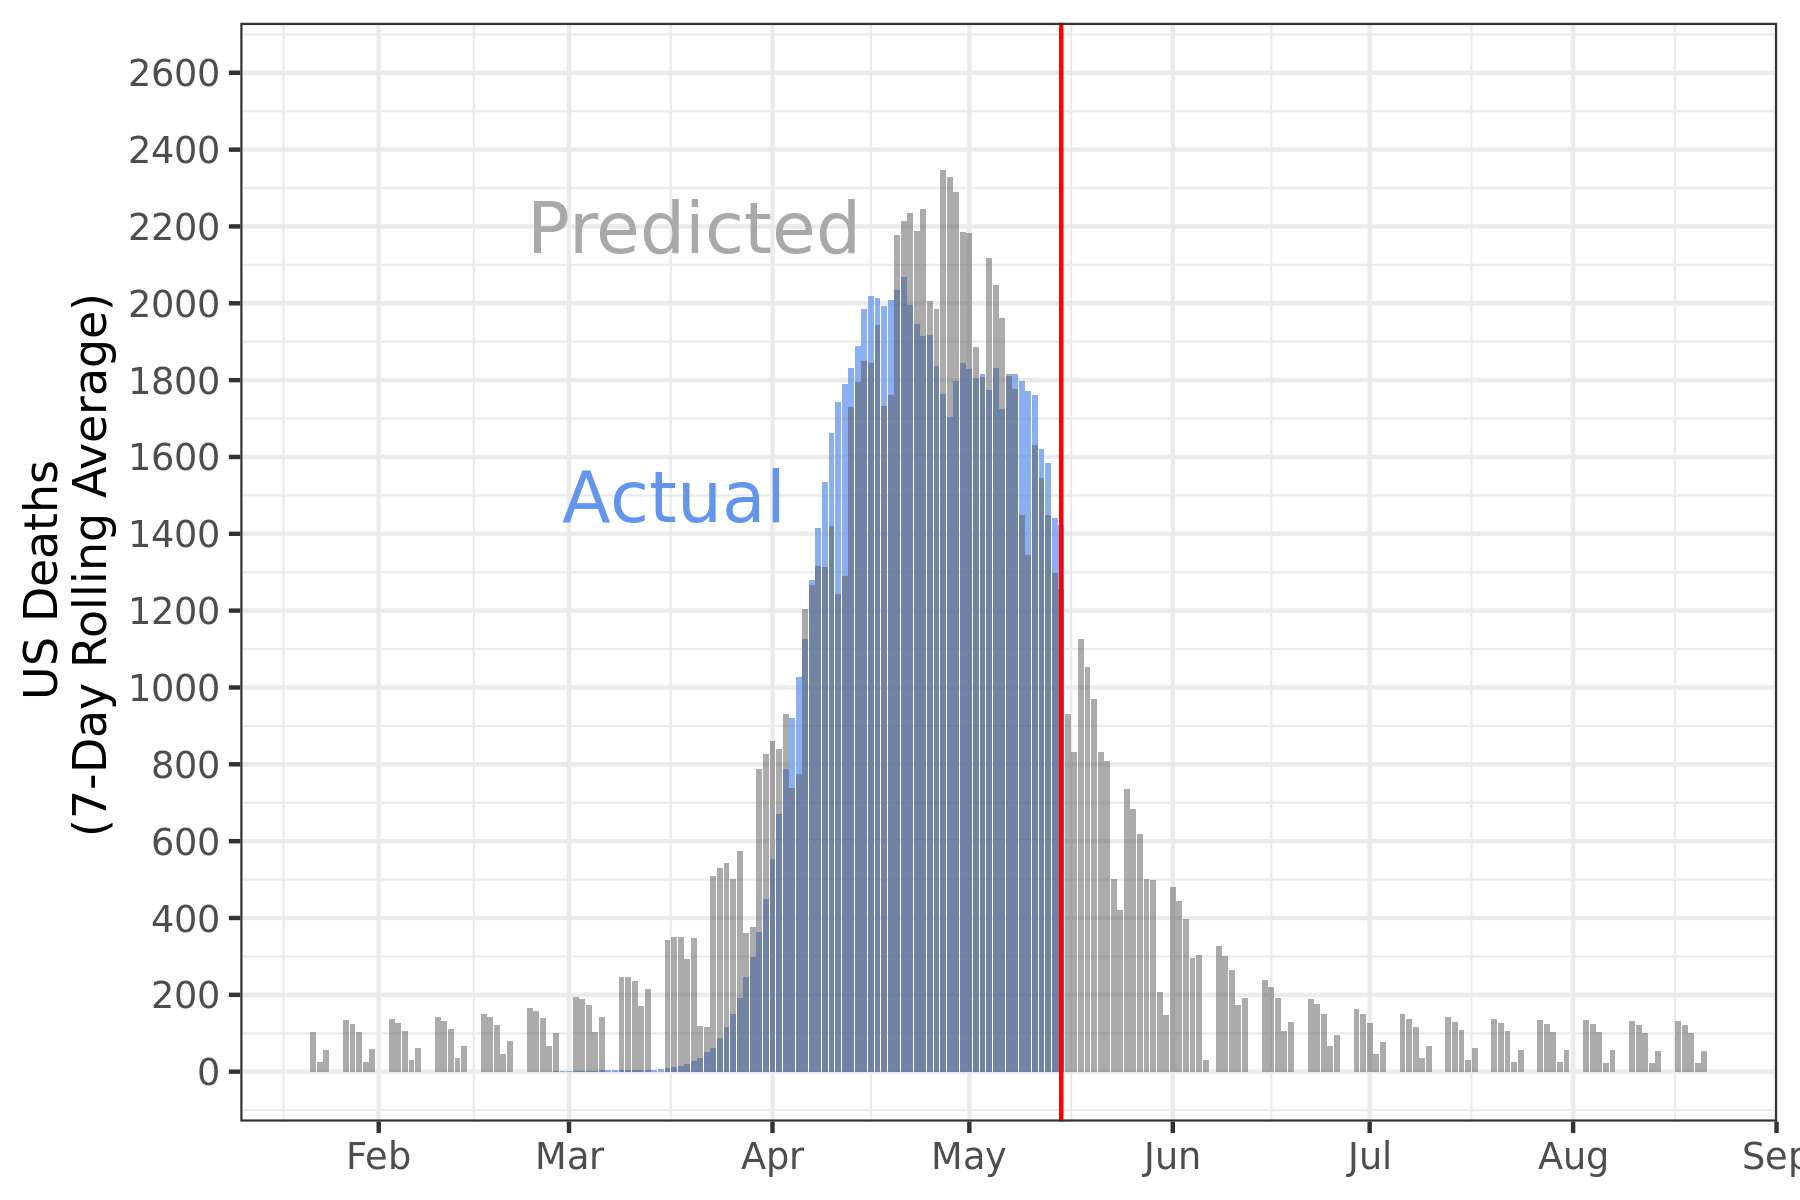 US Deaths
(7-Day Rolling Average)
2600
2400
2200
2000
1800
1600
1400
1200
1000
800
600
400
200
0
Predicted
Actual
Feb Mar Apr May Jun Jul Aug Sep